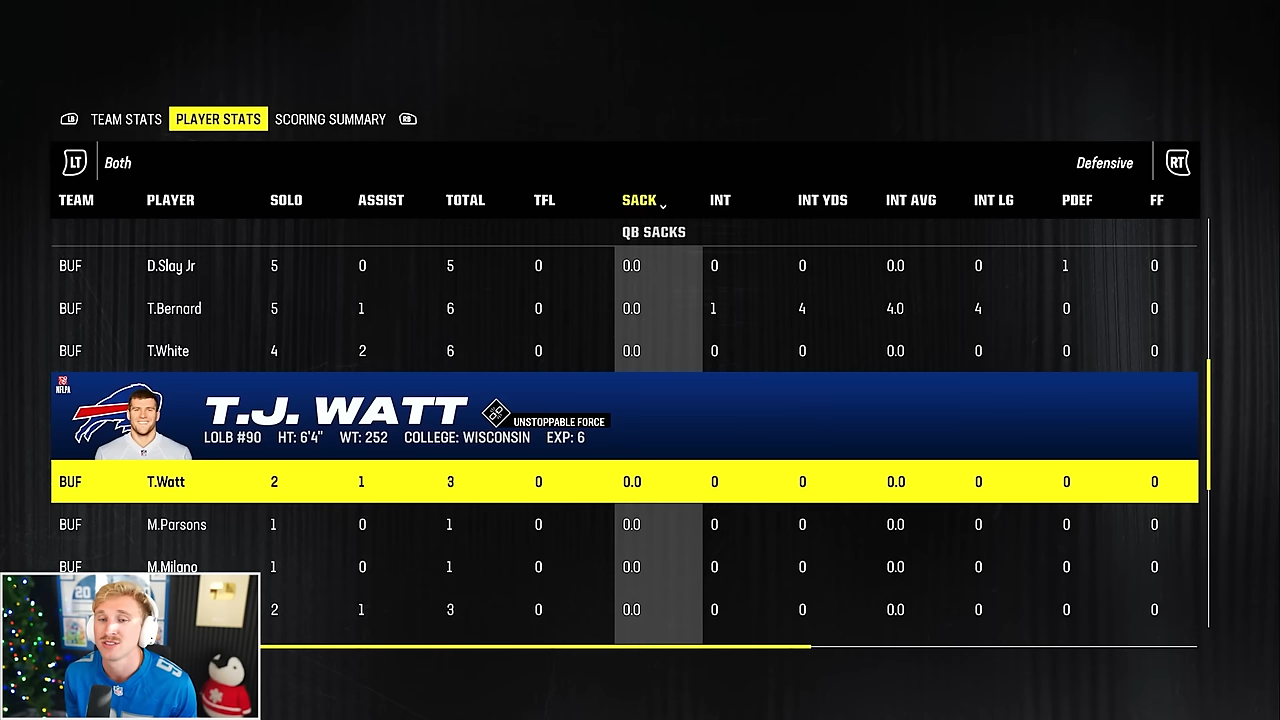 LB TEAM STATS PLAYER STATS SCORING SUMMARY RB
LT Both Defensive RT
TEAM PLAYER SOLO ASSIST TOTAL TFL SACK INT INT YDS INT AVG INT LG PDEF FF
QB SACKS
BUF D.Slay Jr 5 0 5 0 0.0 0 0 0.0 0 1 0
BUF T.Bernard 5 1 6 0 0.0 1 4 4.0 4 0 0
BUF T.White 4 2 6 0 0.0 0 0 0.0 0 0 0
NFLPA
T.J. WATT UNSTOPPABLE FORCE
LOLB #90 HT: 6'4" WT: 252 COLLEGE: WISCONSIN EXP: 6
BUF T.Watt 2 1 3 0 0.0 0 0 0.0 0 0 0
BUF M.Parsons 1 0 1 0 0.0 0 0 0.0 0 0 0
BUF M.Milano 1 0 1 0 0.0 0 0 0.0 0 0 0
2 1 3 0 0.0 0 0 0.0 0 0 0
20